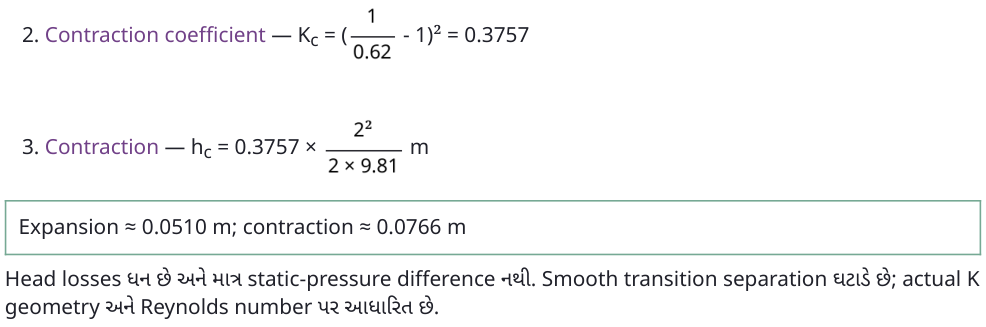 2. Contraction coefficient — K_c = (1/0.62 - 1)² = 0.3757
3. Contraction — h_c = 0.3757 × 2²/(2 × 9.81) m
Expansion ≈ 0.0510 m; contraction ≈ 0.0766 m
Head losses ધન છે અને માત્ર static-pressure difference નથી. Smooth transition separation ઘટાડે છે; actual K
geometry અને Reynolds number પર આધારિત છે.